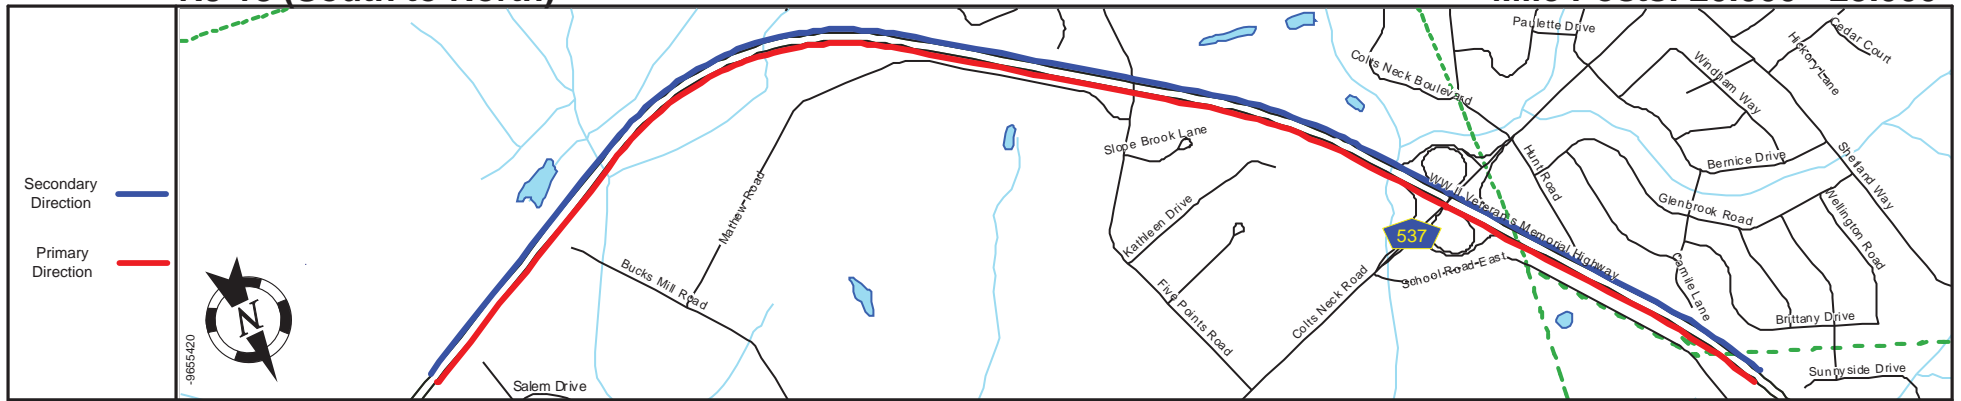 Secondary
Direction
Primary
Direction
-9655420
N
Salem Drive
Bucks Mill Road
Mathew Road
Slope Brook Lane
Kathleen Drive
Five Points Road
Colts Neck Road
School Road East
537
WW II Veterans Memorial Highway
Colts Neck Boulevard
Paulette Drive
Hunt Road
Windham Way
Hickory Lane
Cedar Court
Bernice Drive
Shetland Way
Glenbrook Road
Wellington Road
Camile Lane
Brittany Drive
Sunnyside Drive